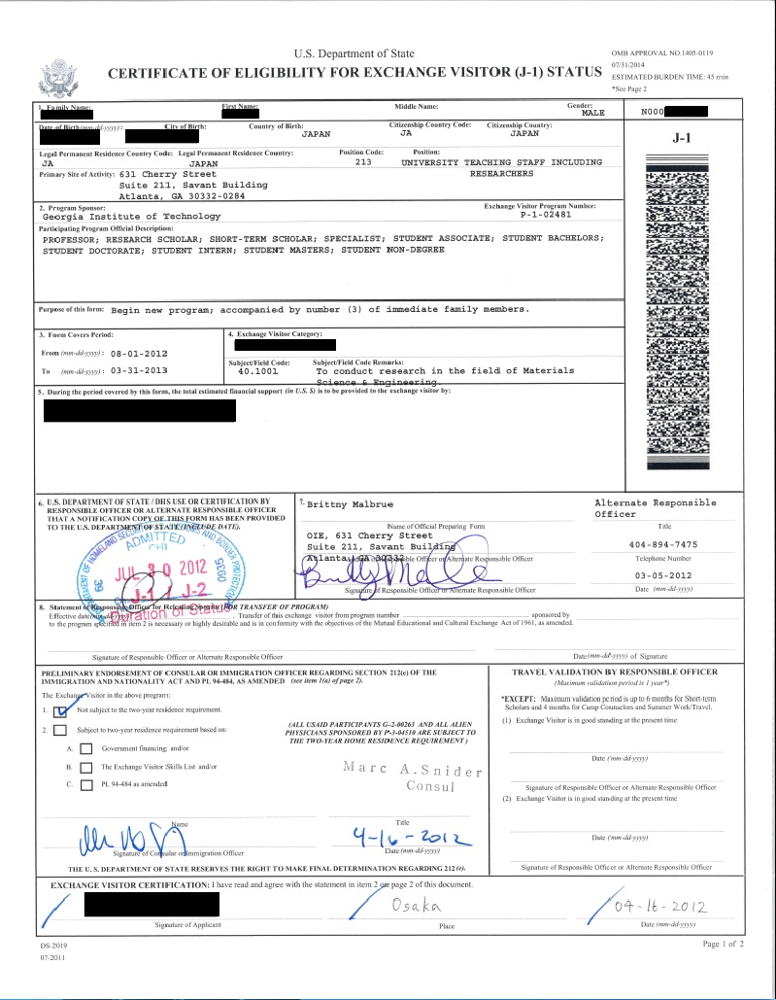 U.S. Department of State
CERTIFICATE OF ELIGIBILITY FOR EXCHANGE VISITOR (J-1) STATUS
OMB APPROVAL NO.1405-0119
07/31/2014
ESTIMATED BURDEN TIME: 45 min
*See Page 2
1. Family Name: First Name: Middle Name: Gender:
MALE
N000
J-1
Date of Birth(mm-dd-yyyy): City of Birth: Country of Birth: Citizenship Country Code: Citizenship Country:
JAPAN JA JAPAN
Legal Permanent Residence Country Code: Legal Permanent Residence Country: Position Code: Position:
JA JAPAN 213 UNIVERSITY TEACHING STAFF INCLUDING
RESEARCHERS
Primary Site of Activity: 631 Cherry Street
Suite 211, Savant Building
Atlanta, GA 30332-0284
2. Program Sponsor: Exchange Visitor Program Number:
Georgia Institute of Technology P-1-02481
Participating Program Official Description:
PROFESSOR; RESEARCH SCHOLAR; SHORT-TERM SCHOLAR; SPECIALIST; STUDENT ASSOCIATE; STUDENT BACHELORS;
STUDENT DOCTORATE; STUDENT INTERN; STUDENT MASTERS; STUDENT NON-DEGREE
Purpose of this form: Begin new program; accompanied by number (3) of immediate family members.
3. Form Covers Period:
From (mm-dd-yyyy): 08-01-2012
To (mm-dd-yyyy): 03-31-2013
4. Exchange Visitor Category:
Subject/Field Code: Subject/Field Code Remarks:
40.1001 To conduct research in the field of Materials
Science & Engineering.
5. During the period covered by this form, the total estimated financial support (in U.S. $) is to be provided to the exchange visitor by:
6. U.S. DEPARTMENT OF STATE / DHS USE OR CERTIFICATION BY
RESPONSIBLE OFFICER OR ALTERNATE RESPONSIBLE OFFICER
THAT A NOTIFICATION COPY OF THIS FORM HAS BEEN PROVIDED
TO THE U.S. DEPARTMENT OF STATE (INCLUDE DATE).
ADMITTED
CHI
JUL 30 2012
39
0935
J-1 J-2
Duration of Status
7. Brittny Malbrue
Name of Official Preparing Form
Alternate Responsible
Officer
Title
OIE, 631 Cherry Street
Suite 211, Savant Building
Atlanta, GA 30332
Officer or Alternate Responsible Officer
404-894-7475
Telephone Number
Signature of Responsible Officer or Alternate Responsible Officer
03-05-2012
Date (mm-dd-yyyy)
8. Statement of Responsible Officer for Releasing Sponsor (FOR TRANSFER OF PROGRAM)
Effective date(mm-dd-yyyy) . Transfer of this exchange visitor from program number sponsored by
to the program specified in item 2 is necessary or highly desirable and is in conformity with the objectives of the Mutual Educational and Cultural Exchange Act of 1961, as amended.
Signature of Responsible Officer or Alternate Responsible Officer
Date(mm-dd-yyyy) of Signature
PRELIMINARY ENDORSEMENT OF CONSULAR OR IMMIGRATION OFFICER REGARDING SECTION 212(e) OF THE
IMMIGRATION AND NATIONALITY ACT AND PL 94-484, AS AMENDED (see item 1(a) of page 2).
The Exchange Visitor in the above program:
1. Not subject to the two-year residence requirement.
2. Subject to two-year residence requirement based on:
A. Government financing; and/or
B. The Exchange Visitor Skills List and/or
C. PL 94-484 as amended
(ALL USAID PARTICIPANTS G-2-00263 AND ALL ALIEN
PHYSICIANS SPONSORED BY P-3-04510 ARE SUBJECT TO
THE TWO-YEAR HOME RESIDENCE REQUIREMENT)
Marc A. Snider
Consul
Name
Title
4-16-2012
Signature of Consular or Immigration Officer
Date (mm-dd-yyyy)
THE U. S. DEPARTMENT OF STATE RESERVES THE RIGHT TO MAKE FINAL DETERMINATION REGARDING 212 (e).
TRAVEL VALIDATION BY RESPONSIBLE OFFICER
(Maximum validation period is 1 year*)
*EXCEPT: Maximum validation period is up to 6 months for Short-term
Scholars and 4 months for Camp Counselors and Summer Work/Travel.
(1) Exchange Visitor is in good standing at the present time
Date (mm-dd-yyyy)
Signature of Responsible Officer or Alternate Responsible Officer
(2) Exchange Visitor is in good standing at the present time
Date (mm-dd-yyyy)
Signature of Responsible Officer or Alternate Responsible Officer
EXCHANGE VISITOR CERTIFICATION: I have read and agree with the statement in item 2 on page 2 of this document.
Osaka
04-16-2012
Signature of Applicant
Place
Date (mm-dd-yyyy)
DS-2019
07-2011
Page 1 of 2